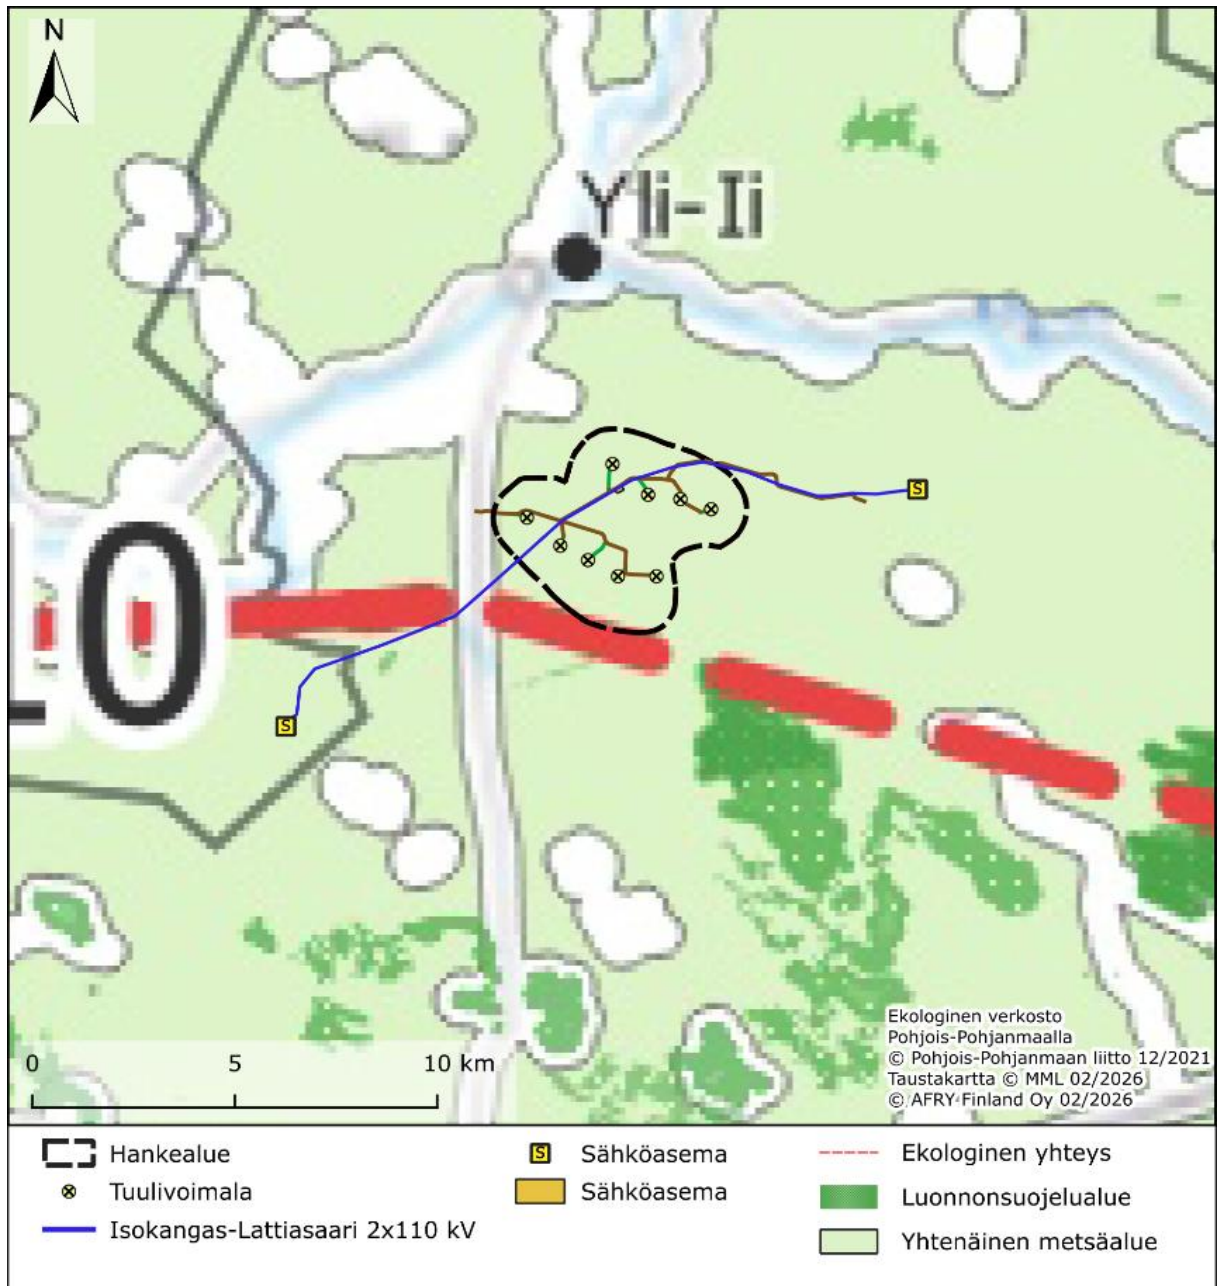 N
Yli-Ii
S
10
S
Ekologinen verkosto
Pohjois-Pohjanmaalla
© Pohjois-Pohjanmaan liitto 12/2021
Taustakartta © MML 02/2026
© AFRY Finland Oy 02/2026
0 5 10 km
Hankealue
Tuulivoimala
Isokangas-Lattiasaari 2x110 kV
S Sähköasema
Sähköasema
Ekologinen yhteys
Luonnonsuojelualue
Yhtenäinen metsäalue